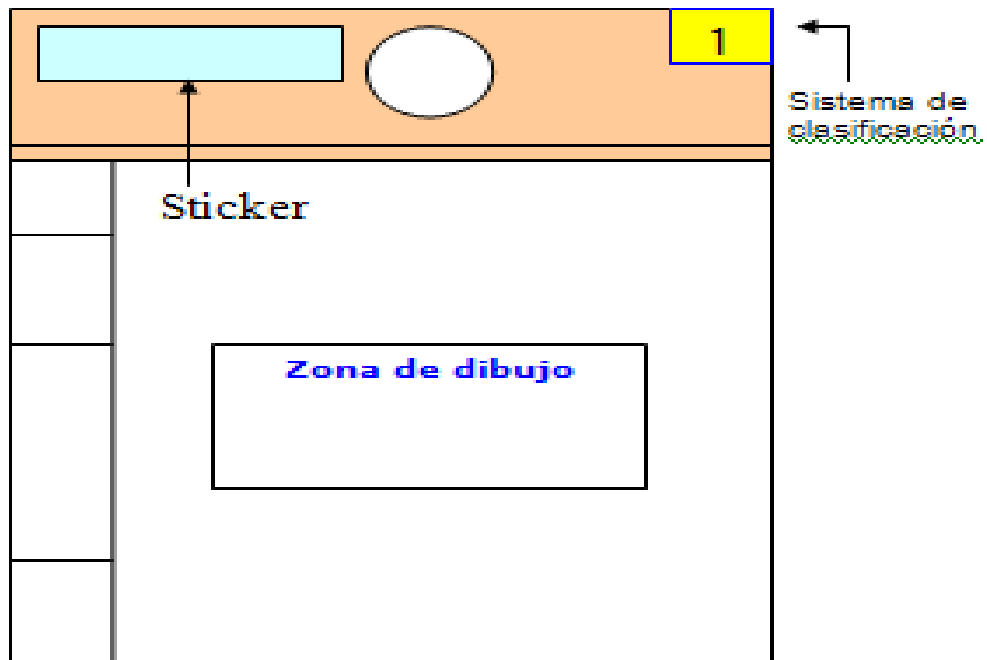 1
Sistema de
clasificación
Sticker
Zona de dibujo